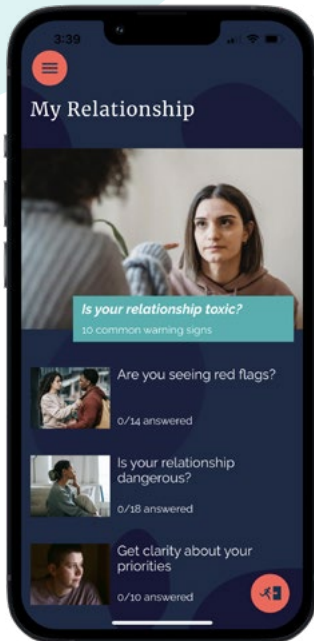 3:39
My Relationship
Is your relationship toxic?
10 common warning signs
Are you seeing red flags?
0/14 answered
Is your relationship
dangerous?
0/18 answered
Get clarity about your
priorities
0/10 answered